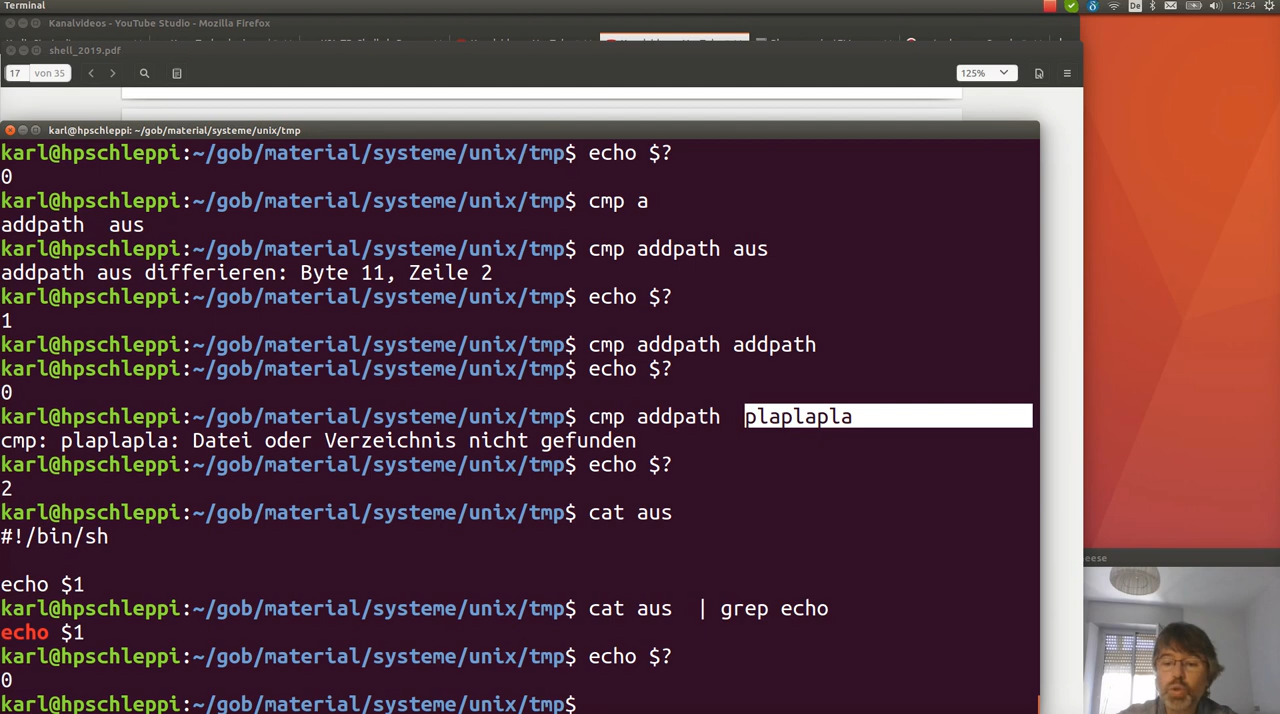 Terminal
De
12:54
Kanalvideos - YouTube Studio - Mozilla Firefox
shell_2019.pdf
17 von 35
125%
karl@hpschleppi: ~/gob/material/systeme/unix/tmp
karl@hpschleppi:~/gob/material/systeme/unix/tmp$ echo $?
0
karl@hpschleppi:~/gob/material/systeme/unix/tmp$ cmp a
addpath aus
karl@hpschleppi:~/gob/material/systeme/unix/tmp$ cmp addpath aus
addpath aus differieren: Byte 11, Zeile 2
karl@hpschleppi:~/gob/material/systeme/unix/tmp$ echo $?
1
karl@hpschleppi:~/gob/material/systeme/unix/tmp$ cmp addpath addpath
karl@hpschleppi:~/gob/material/systeme/unix/tmp$ echo $?
0
karl@hpschleppi:~/gob/material/systeme/unix/tmp$ cmp addpath plaplapla
cmp: plaplapla: Datei oder Verzeichnis nicht gefunden
karl@hpschleppi:~/gob/material/systeme/unix/tmp$ echo $?
2
karl@hpschleppi:~/gob/material/systeme/unix/tmp$ cat aus
#!/bin/sh
echo $1
eese
karl@hpschleppi:~/gob/material/systeme/unix/tmp$ cat aus | grep echo
echo $1
karl@hpschleppi:~/gob/material/systeme/unix/tmp$ echo $?
0
karl@hpschleppi:~/gob/material/systeme/unix/tmp$